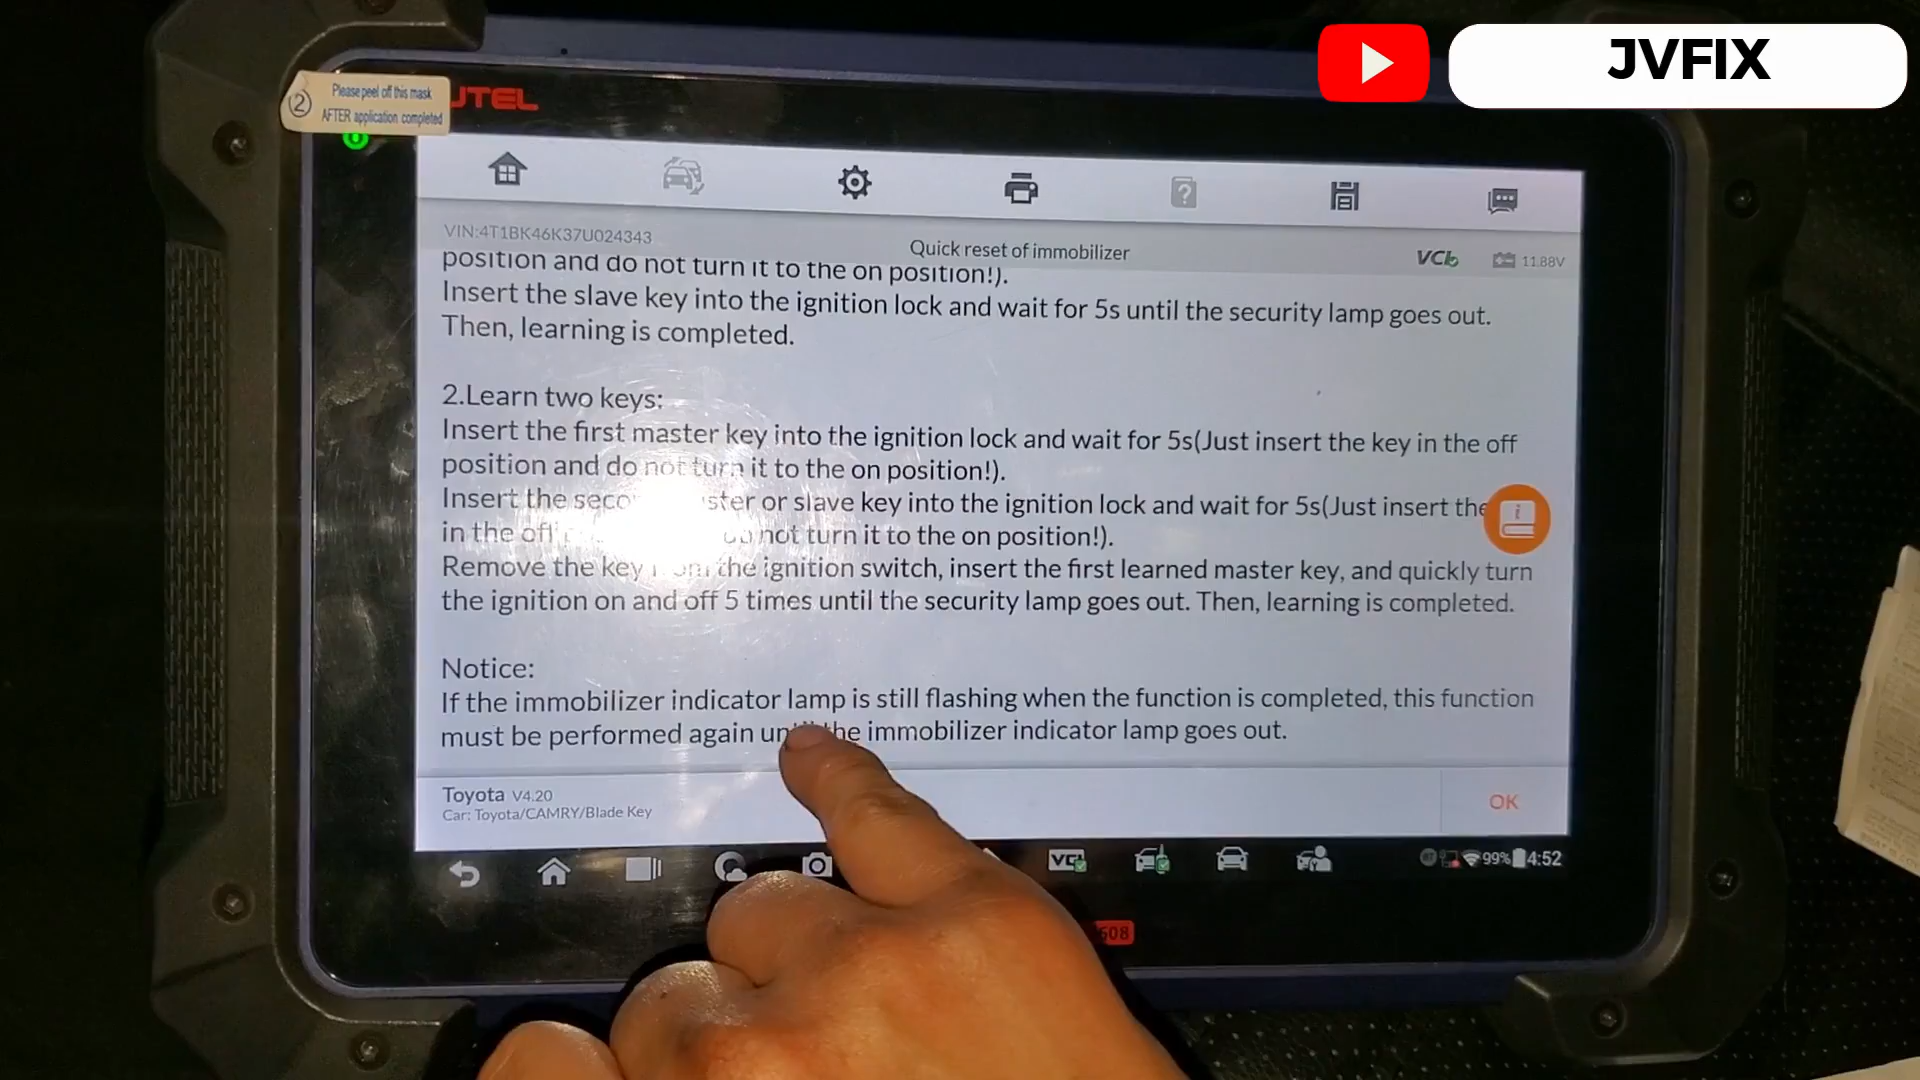 JVFIX
2
Please peel off this mask
AFTER application completed
UTEL
VIN:4T1BK46K37U024343
Quick reset of immobilizer
VCI
11.88V
position and do not turn it to the on position!).
Insert the slave key into the ignition lock and wait for 5s until the security lamp goes out.
Then, learning is completed.
2.Learn two keys:
Insert the first master key into the ignition lock and wait for 5s(Just insert the key in the off
position and do not turn it to the on position!).
Insert the or slave key into the ignition lock and wait for 5s(Just insert the
in the not turn it to the on position!).
Remove the key from the ignition switch, insert the first learned master key, and quickly turn
the ignition on and off 5 times until the security lamp goes out. Then, learning is completed.
Notice:
If the immobilizer indicator lamp is still flashing when the function is completed, this function
must be performed again until the immobilizer indicator lamp goes out.
Toyota V4.20
Car: Toyota/CAMRY/Blade Key
OK
VCI
99%
4:52
608